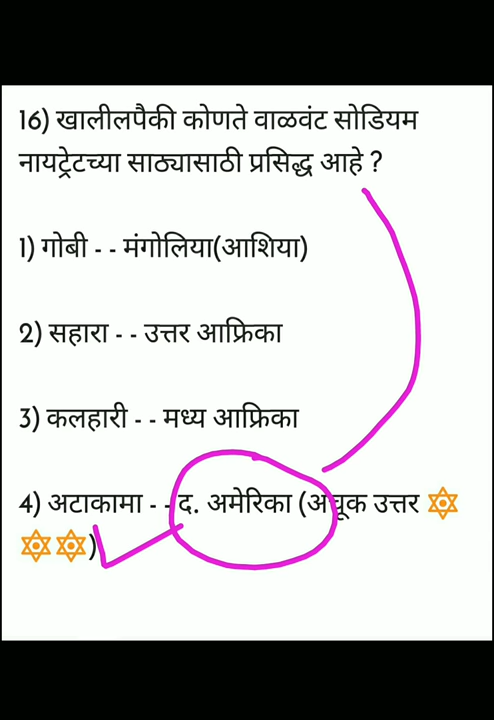 16) खालीलपैकी कोणते वाळवंट सोडियम
नायट्रेटच्या साठ्यासाठी प्रसिद्ध आहे ?
1) गोबी - - मंगोलिया(आशिया)
2) सहारा - - उत्तर आफ्रिका
3) कलहारी - - मध्य आफ्रिका
4) अटाकामा - - द. अमेरिका (अचूक उत्तर 🔯
🔯🔯)